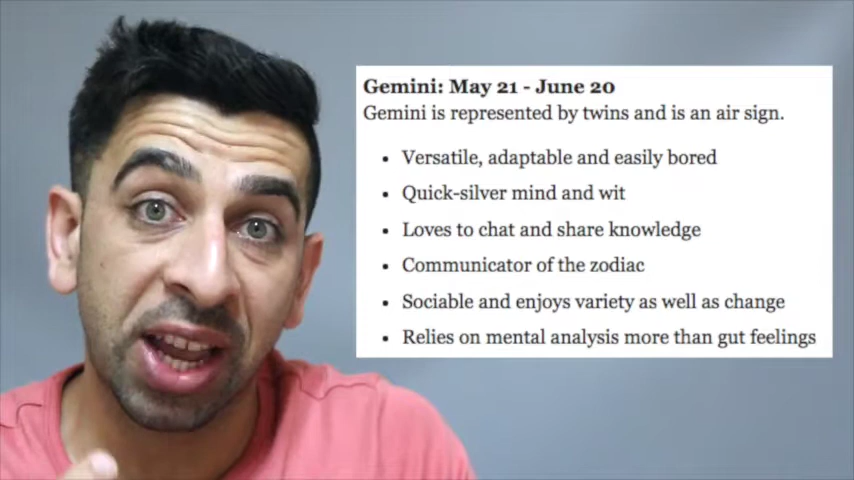 Gemini: May 21 - June 20
Gemini is represented by twins and is an air sign.
• Versatile, adaptable and easily bored
• Quick-silver mind and wit
• Loves to chat and share knowledge
• Communicator of the zodiac
• Sociable and enjoys variety as well as change
• Relies on mental analysis more than gut feelings